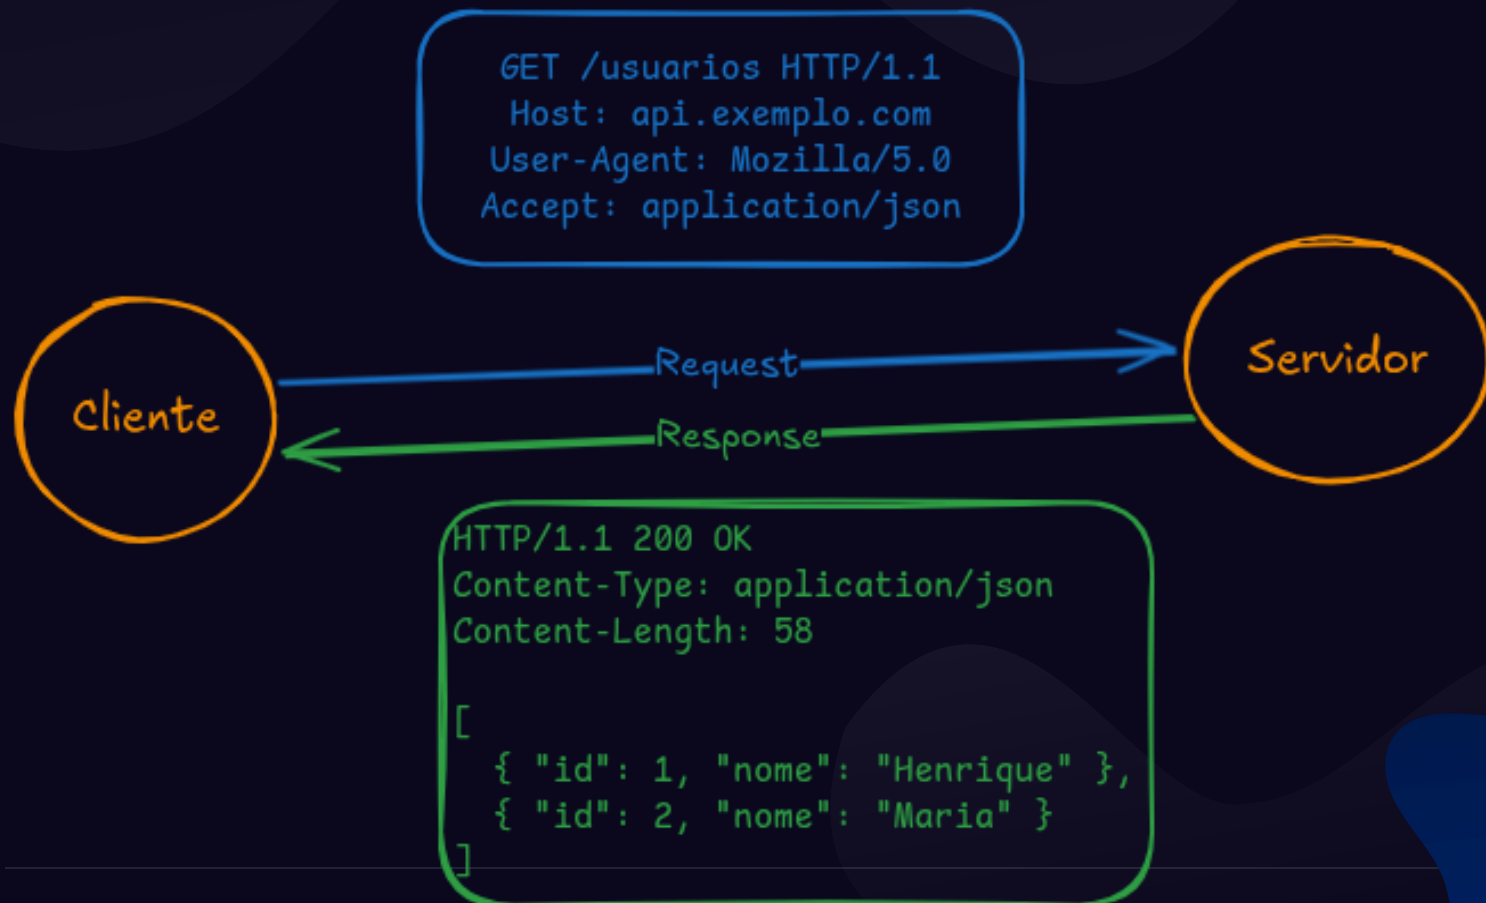 GET /usuarios HTTP/1.1
Host: api.exemplo.com
User-Agent: Mozilla/5.0
Accept: application/json
Cliente
Request
Servidor
Response
HTTP/1.1 200 OK
Content-Type: application/json
Content-Length: 58
[
  { "id": 1, "nome": "Henrique" },
  { "id": 2, "nome": "Maria" }
]